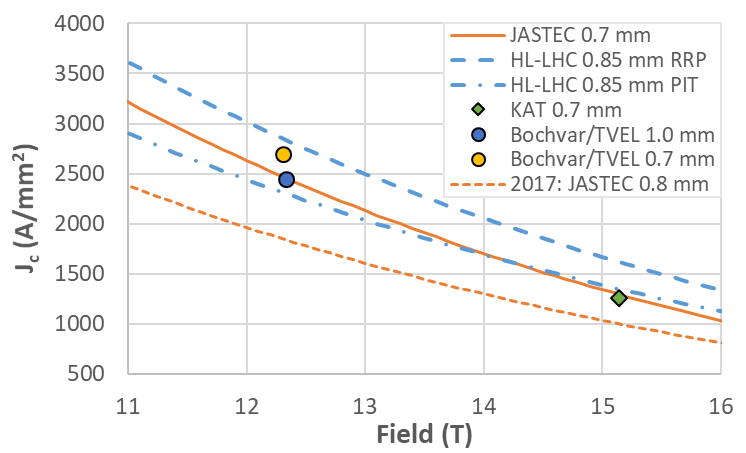 4000
3500
3000
2500
2000
1500
1000
500
11
12
13
14
15
16
Jc (A/mm²)
Field (T)
JASTEC 0.7 mm
HL-LHC 0.85 mm RRP
HL-LHC 0.85 mm PIT
KAT 0.7 mm
Bochvar/TVEL 1.0 mm
Bochvar/TVEL 0.7 mm
2017: JASTEC 0.8 mm